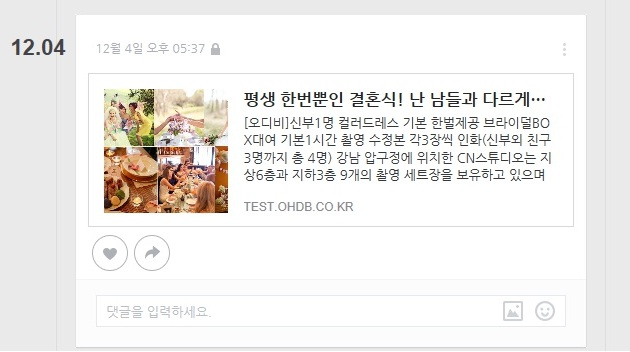 12.04
12월 4일 오후 05:37
평생 한번뿐인 결혼식! 난 남들과 다르게…
[오디비]신부1명 컬러드레스 기본 한벌제공 브라이덜BO
X대여 기본1시간 촬영 수정본 각3장씩 인화(신부외 친구
3명까지 총 4명) 강남 압구정에 위치한 CN스튜디오는 지
상6층과 지하3층 9개의 촬영 세트장을 보유하고 있으며
TEST.OHDB.CO.KR
댓글을 입력하세요.